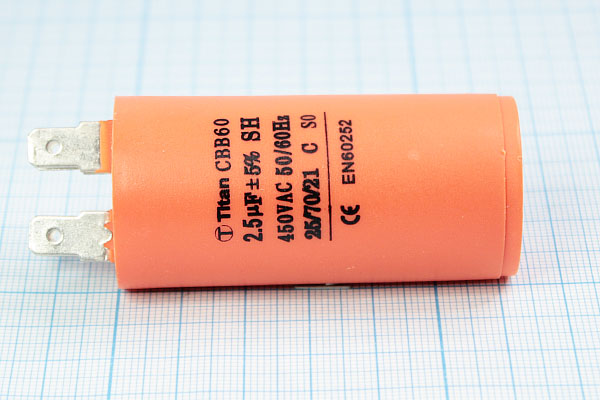 Titan CBB60
2.5µF±5% SH
450VAC 50/60Hz
25/70/21 C S0
EN60252
CE